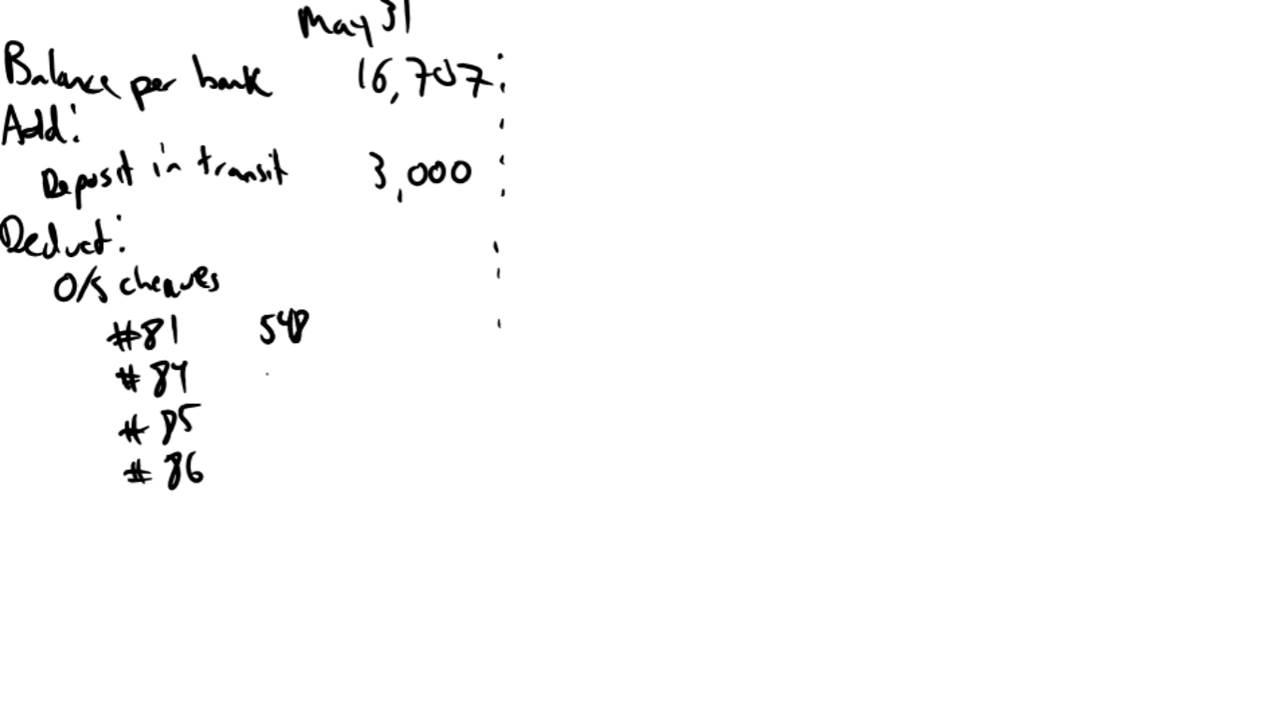 May 31
Balance per bank 16,707
Add:
Deposit in transit 3,000
Deduct:
O/S cheques
#81 548
#84
#85
#86